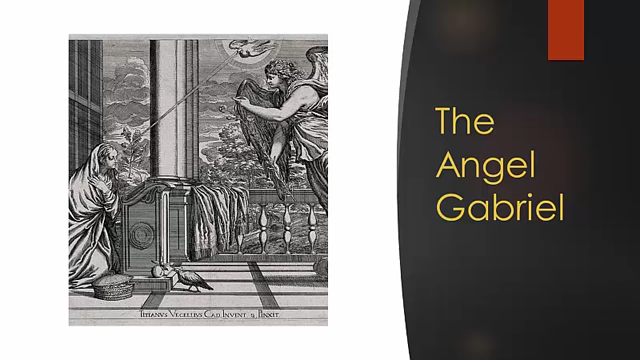 The
Angel
Gabriel
TITIANVS VECELLIVS CAD. INVENT. & PINXIT.